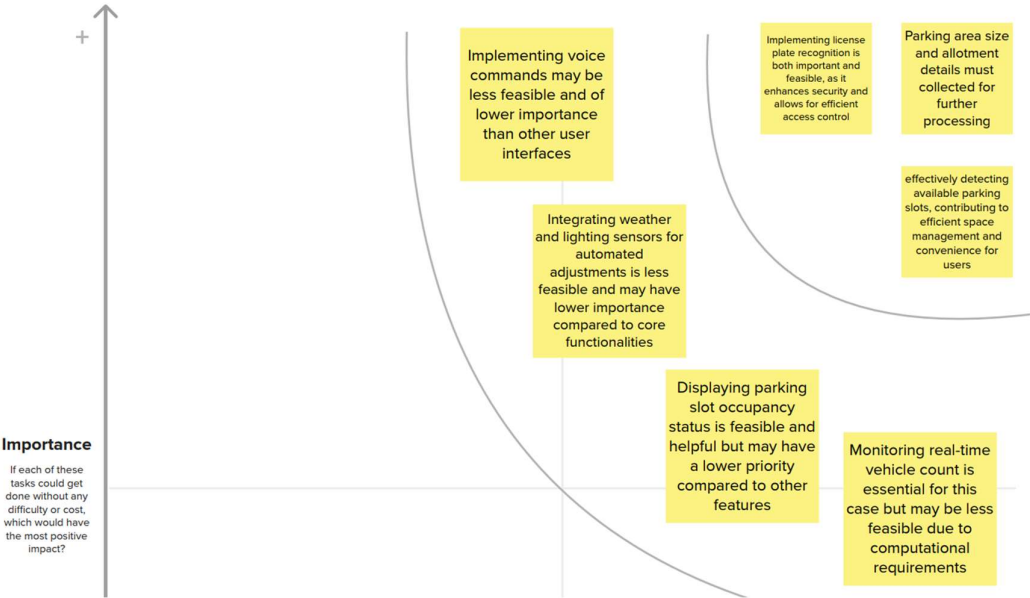 +
Implementing voice
commands may be
less feasible and of
lower importance
than other user
interfaces
Implementing license
plate recognition is
both important and
feasible, as it
enhances security and
allows for efficient
access control
Parking area size
and allotment
details must
collected for
further
processing
effectively detecting
available parking
slots, contributing to
efficient space
management and
convenience for
users
Integrating weather
and lighting sensors for
automated
adjustments is less
feasible and may have
lower importance
compared to core
functionalities
Displaying parking
slot occupancy
status is feasible and
helpful but may have
a lower priority
compared to other
features
Monitoring real-time
vehicle count is
essential for this
case but may be less
feasible due to
computational
requirements
Importance
If each of these
tasks could get
done without any
difficulty or cost,
which would have
the most positive
impact?